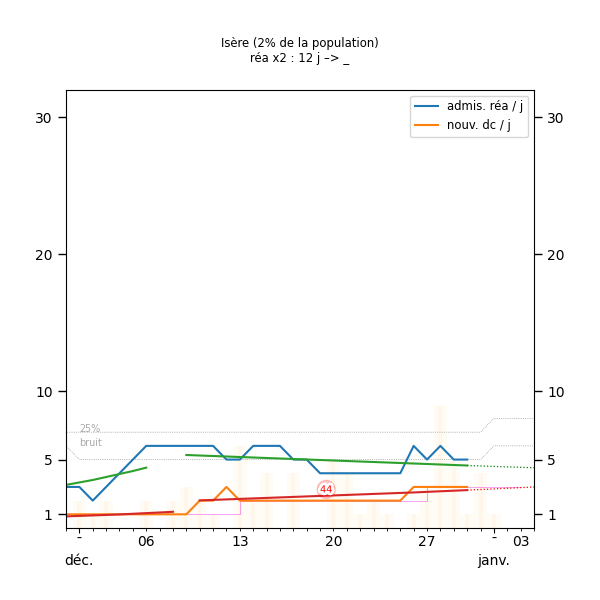 Isère (2% de la population)
réa x2 : 12 j –> _
admis. réa / j
nouv. dc / j
30
30
20
20
10
10
25%
bruit
5
5
44
1
1
- 06 13 20 27 - 03
déc. janv.